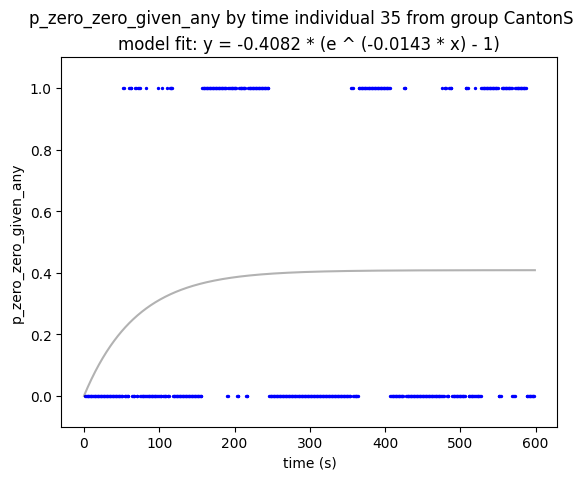 p_zero_zero_given_any by time individual 35 from group CantonS
model fit: y = -0.4082 * (e ^ (-0.0143 * x) - 1)
p_zero_zero_given_any
1.0
0.8
0.6
0.4
0.2
0.0
0 100 200 300 400 500 600
time (s)